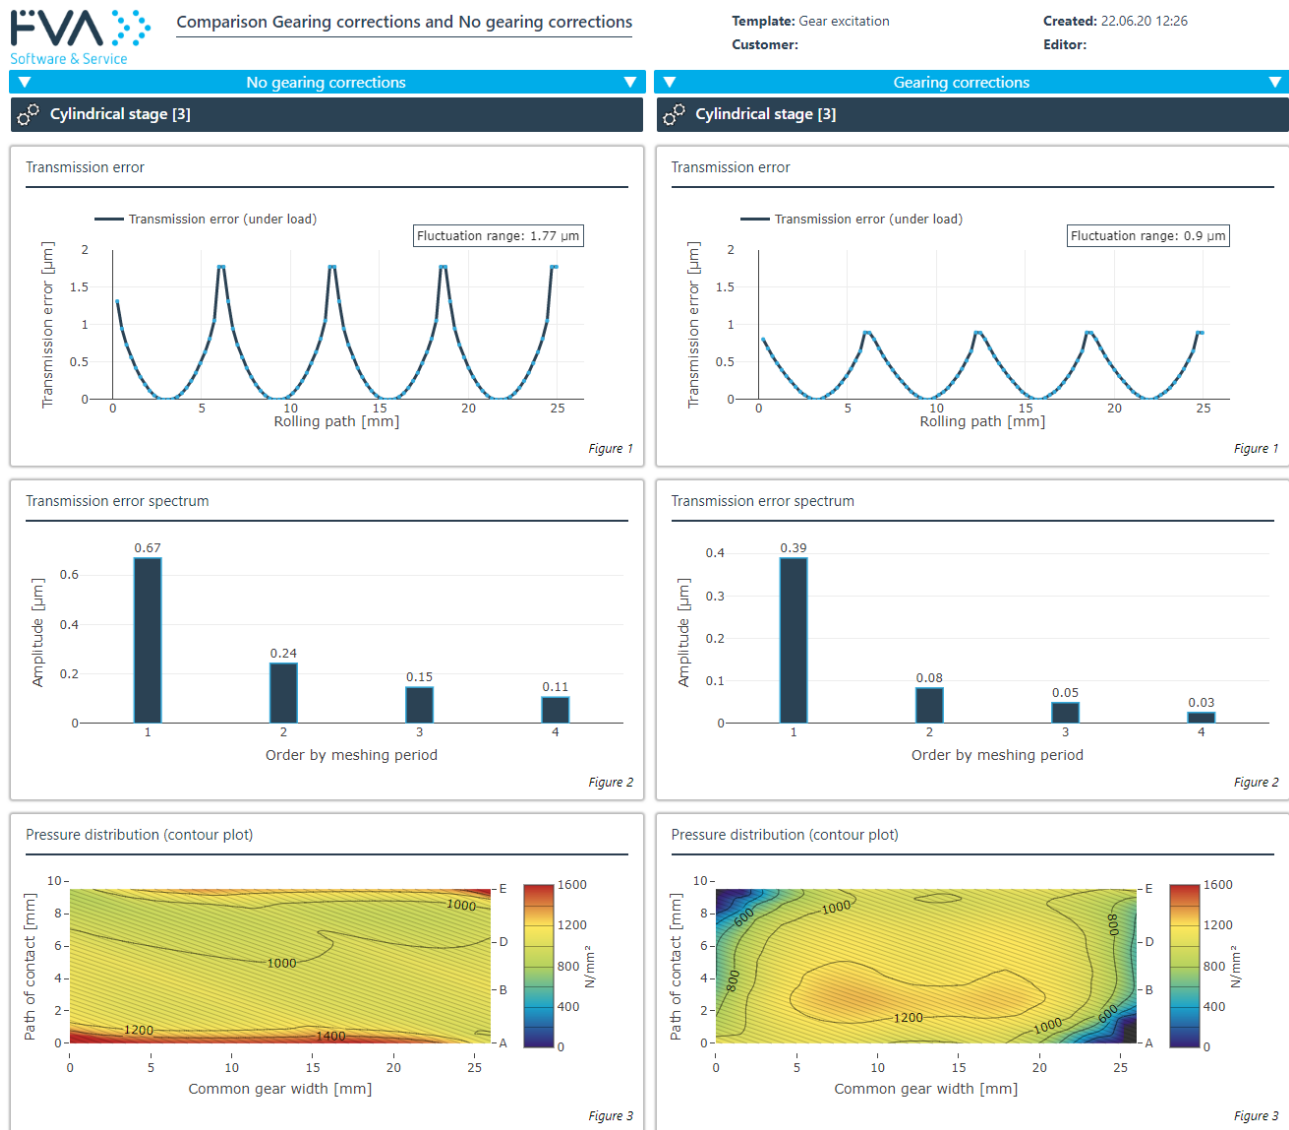 FVA
Software & Service
Comparison Gearing corrections and No gearing corrections
Template: Gear excitation
Customer:
Created: 22.06.20 12:26
Editor:
▼ No gearing corrections ▼
Cylindrical stage [3]
Transmission error
Transmission error (under load)
Fluctuation range: 1.77 µm
Transmission error [µm]
2
1.5
1
0.5
0
0 5 10 15 20 25
Rolling path [mm]
Figure 1
Transmission error spectrum
Amplitude [µm]
0.6
0.4
0.2
0
0.67
0.24
0.15
0.11
1 2 3 4
Order by meshing period
Figure 2
Pressure distribution (contour plot)
Path of contact [mm]
10
8
6
4
2
0
1000
1000
1200
1400
E
D
B
A
1600
1200
800
400
0
N/mm²
0 5 10 15 20 25
Common gear width [mm]
Figure 3
▼ Gearing corrections ▼
Cylindrical stage [3]
Transmission error
Transmission error (under load)
Fluctuation range: 0.9 µm
Transmission error [µm]
2
1.5
1
0.5
0
0 5 10 15 20 25
Rolling path [mm]
Figure 1
Transmission error spectrum
Amplitude [µm]
0.4
0.3
0.2
0.1
0
0.39
0.08
0.05
0.03
1 2 3 4
Order by meshing period
Figure 2
Pressure distribution (contour plot)
Path of contact [mm]
10
8
6
4
2
0
600
1000
800
800
1200
1000
600
E
D
B
A
1600
1200
800
400
0
N/mm²
0 5 10 15 20 25
Common gear width [mm]
Figure 3